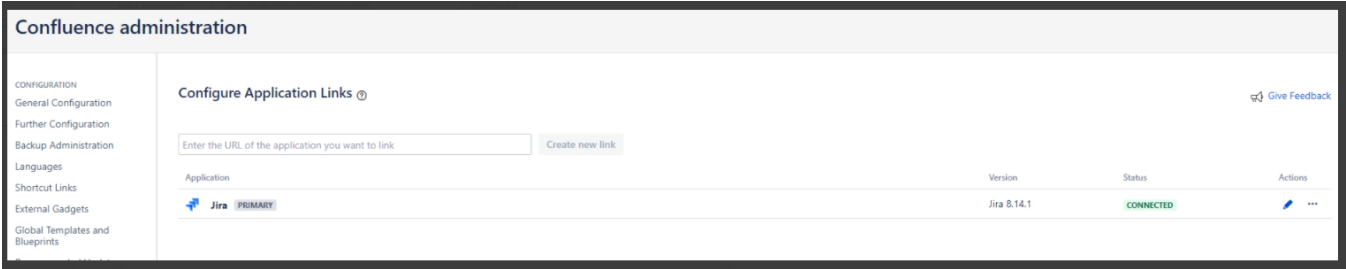 Confluence administration
CONFIGURATION
General Configuration
Further Configuration
Backup Administration
Languages
Shortcut Links
External Gadgets
Global Templates and
Blueprints
Configure Application Links
Give Feedback
Enter the URL of the application you want to link
Create new link
Application Version Status Actions
Jira PRIMARY Jira 8.14.1 CONNECTED